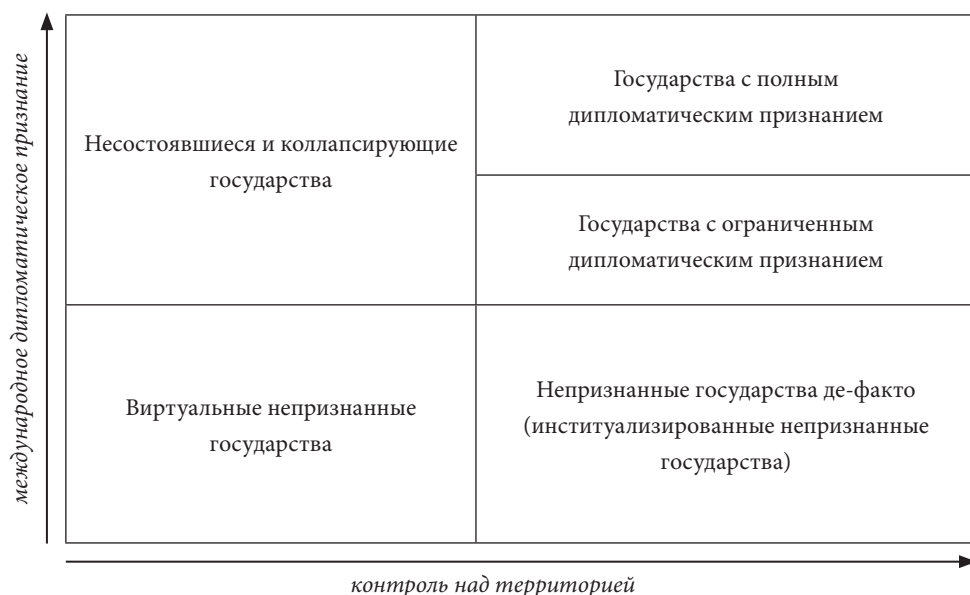 международное дипломатическое признание
Несостоявшиеся и коллапсирующие
государства
Государства с полным
дипломатическим признанием
Государства с ограниченным
дипломатическим признанием
Виртуальные непризнанные
государства
Непризнанные государства де-факто
(институализированные непризнанные
государства)
контроль над территорией